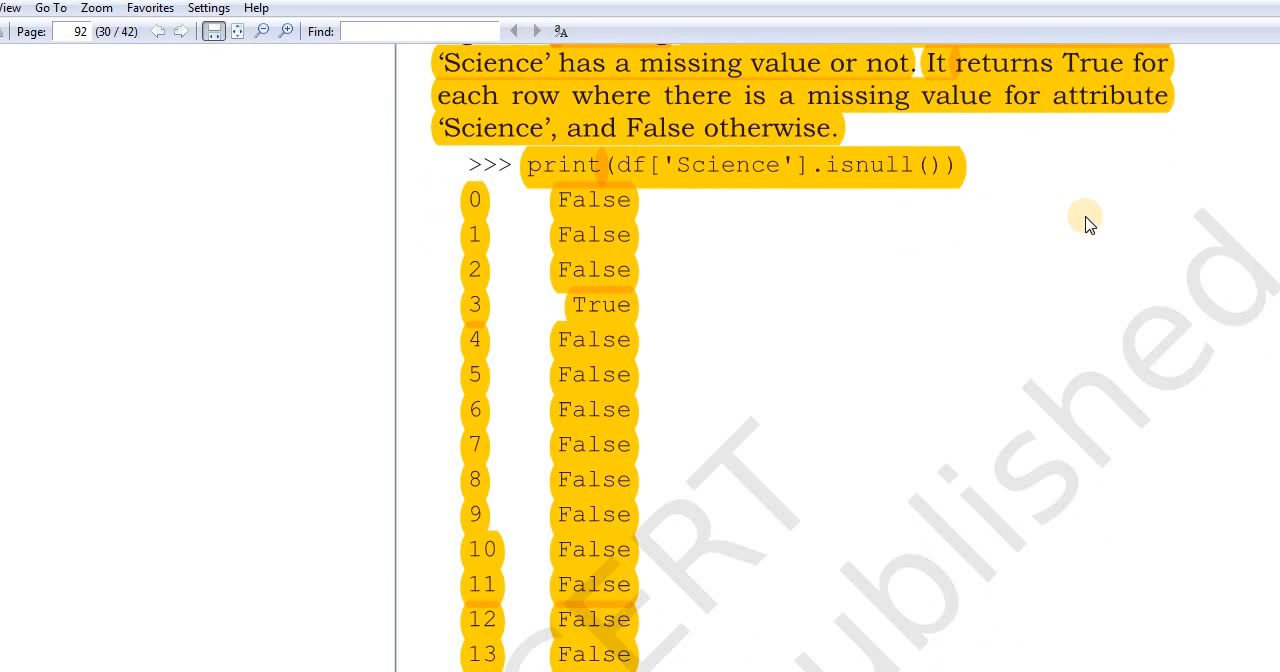 View Go To Zoom Favorites Settings Help
Page: 92 (30 / 42) Find:
‘Science’ has a missing value or not. It returns True for
each row where there is a missing value for attribute
‘Science’, and False otherwise.
>>> print(df['Science'].isnull())
0 False
1 False
2 False
3 True
4 False
5 False
6 False
7 False
8 False
9 False
10 False
11 False
12 False
13 False